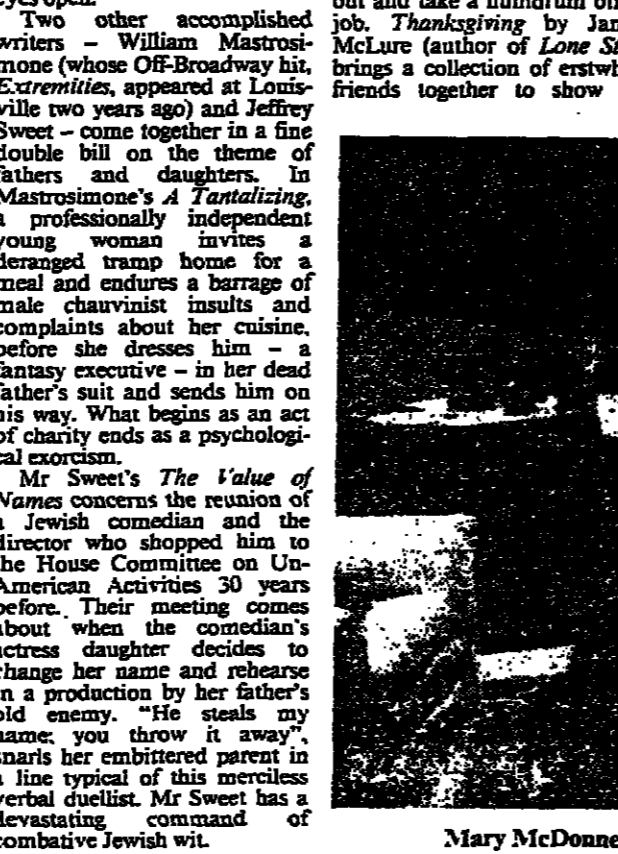 eyes open.
Two other accomplished
writers – William Mastrosi-
mone (whose Off-Broadway hit,
Extremities, appeared at Louis-
ville two years ago) and Jeffrey
Sweet – come together in a fine
double bill on the theme of
fathers and daughters. In
Mastrosimone's A Tantalizing,
a professionally independent
young woman invites a
deranged tramp home for a
meal and endures a barrage of
male chauvinist insults and
complaints about her cuisine,
before she dresses him – a
fantasy executive – in her dead
father's suit and sends him on
his way. What begins as an act
of charity ends as a psychologi-
cal exorcism.
Mr Sweet's The Value of
Names concerns the reunion of
a Jewish comedian and the
director who shopped him to
the House Committee on Un-
American Activities 30 years
before. Their meeting comes
about when the comedian's
actress daughter decides to
change her name and rehearse
in a production by her father's
old enemy. "He steals my
name; you throw it away",
snarls her embittered parent in
a line typical of this merciless
verbal duellist. Mr Sweet has a
devastating command of
combative Jewish wit.
out and take a humdrum
job. Thanksgiving by
McLure (author of Lone
brings a collection of
friends together to show
Mary